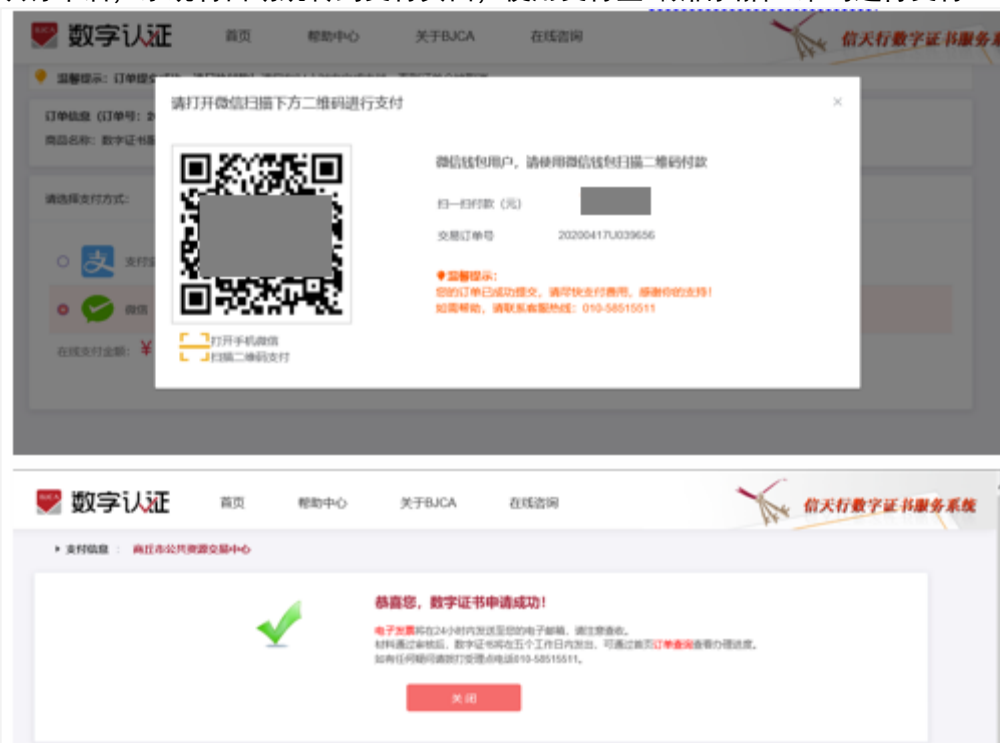 数字认证
首页 帮助中心 关于BJCA 在线咨询
信天行数字证书服务系
温馨提示：订单提交
订单信息（订单号：2
商品名称：数字证书服
请选择支付方式：
支付宝
微信
在线支付金额：￥
请打开微信扫描下方二维码进行支付
×
微信钱包用户，请使用微信钱包扫描二维码付款
扫一扫付款（元）
交易订单号 20200417U039656
温馨提示：
您的订单已成功提交，请尽快支付费用，感谢你的支持！
如需帮助，请联系客服热线：010-58515511
打开手机微信
扫描二维码支付
数字认证
首页 帮助中心 关于BJCA 在线咨询
信天行数字证书服务系统
支付信息 ： 商丘市公共资源交易中心
恭喜您，数字证书申请成功！
电子发票将在24小时内发送至您的电子邮箱，请注意查收。
材料通过审核后，数字证书将在五个工作日内发出，可通过首页订单查询查看办理进度。
如有任何疑问请拨打受理点电话010-58515511。
关 闭